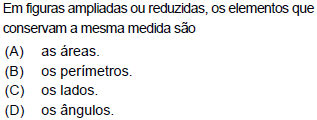 Em figuras ampliadas ou reduzidas, os elementos que
conservam a mesma medida são
(A) as áreas.
(B) os perímetros.
(C) os lados.
(D) os ângulos.